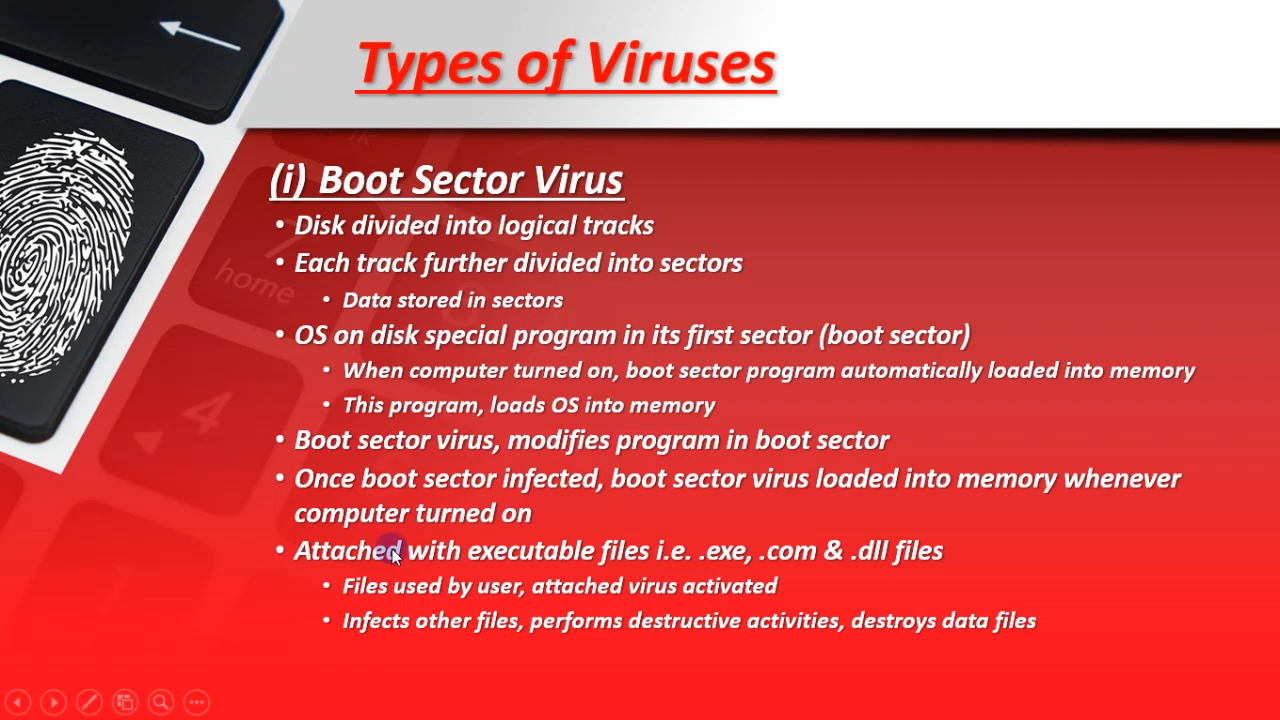 Types of Viruses
(i) Boot Sector Virus
• Disk divided into logical tracks
• Each track further divided into sectors
• Data stored in sectors
• OS on disk special program in its first sector (boot sector)
• When computer turned on, boot sector program automatically loaded into memory
• This program, loads OS into memory
• Boot sector virus, modifies program in boot sector
• Once boot sector infected, boot sector virus loaded into memory whenever
computer turned on
• Attached with executable files i.e. .exe, .com & .dll files
• Files used by user, attached virus activated
• Infects other files, performs destructive activities, destroys data files
7
home
4